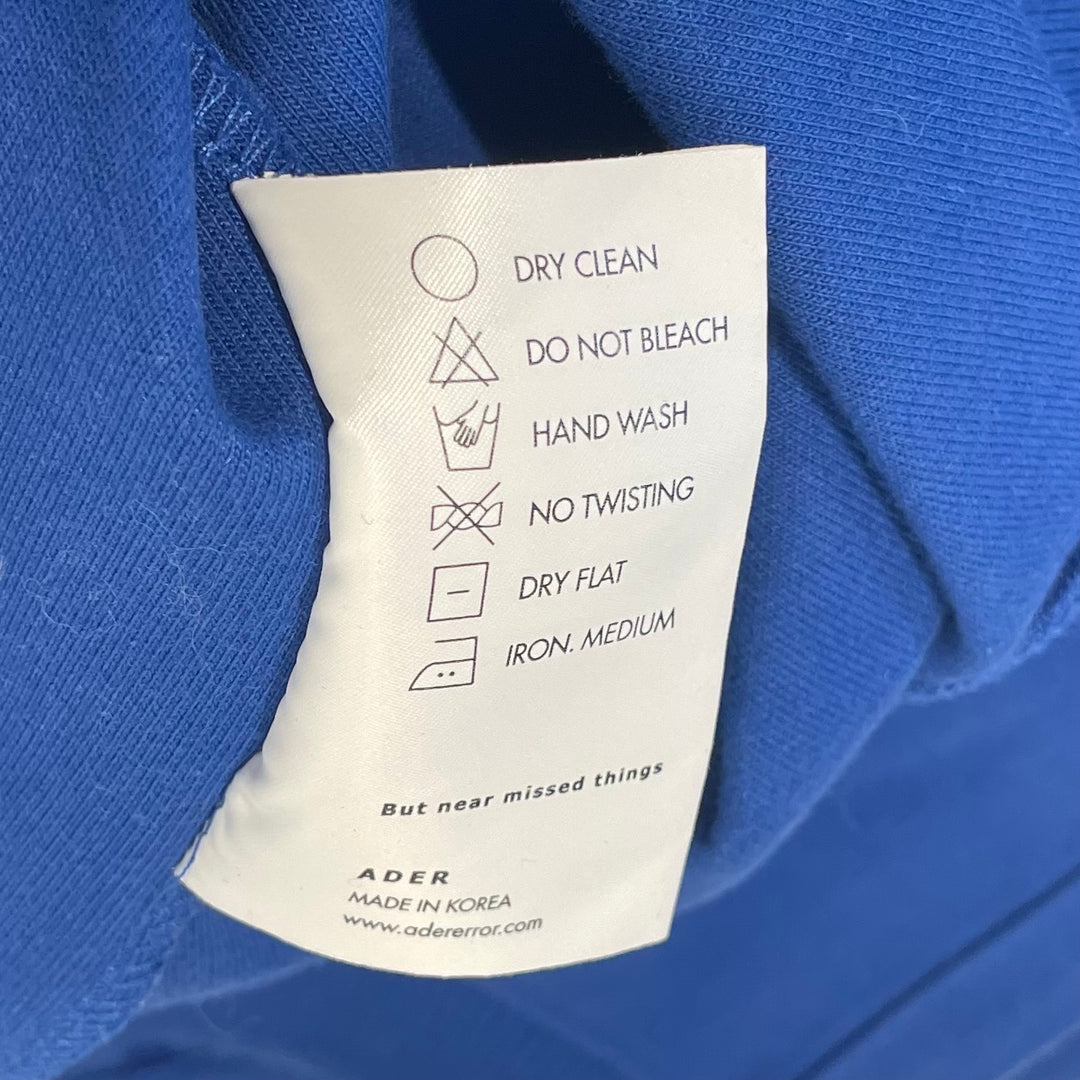 DRY CLEAN
DO NOT BLEACH
HAND WASH
NO TWISTING
DRY FLAT
IRON. MEDIUM
But near missed things
ADER
MADE IN KOREA
www.adererror.com